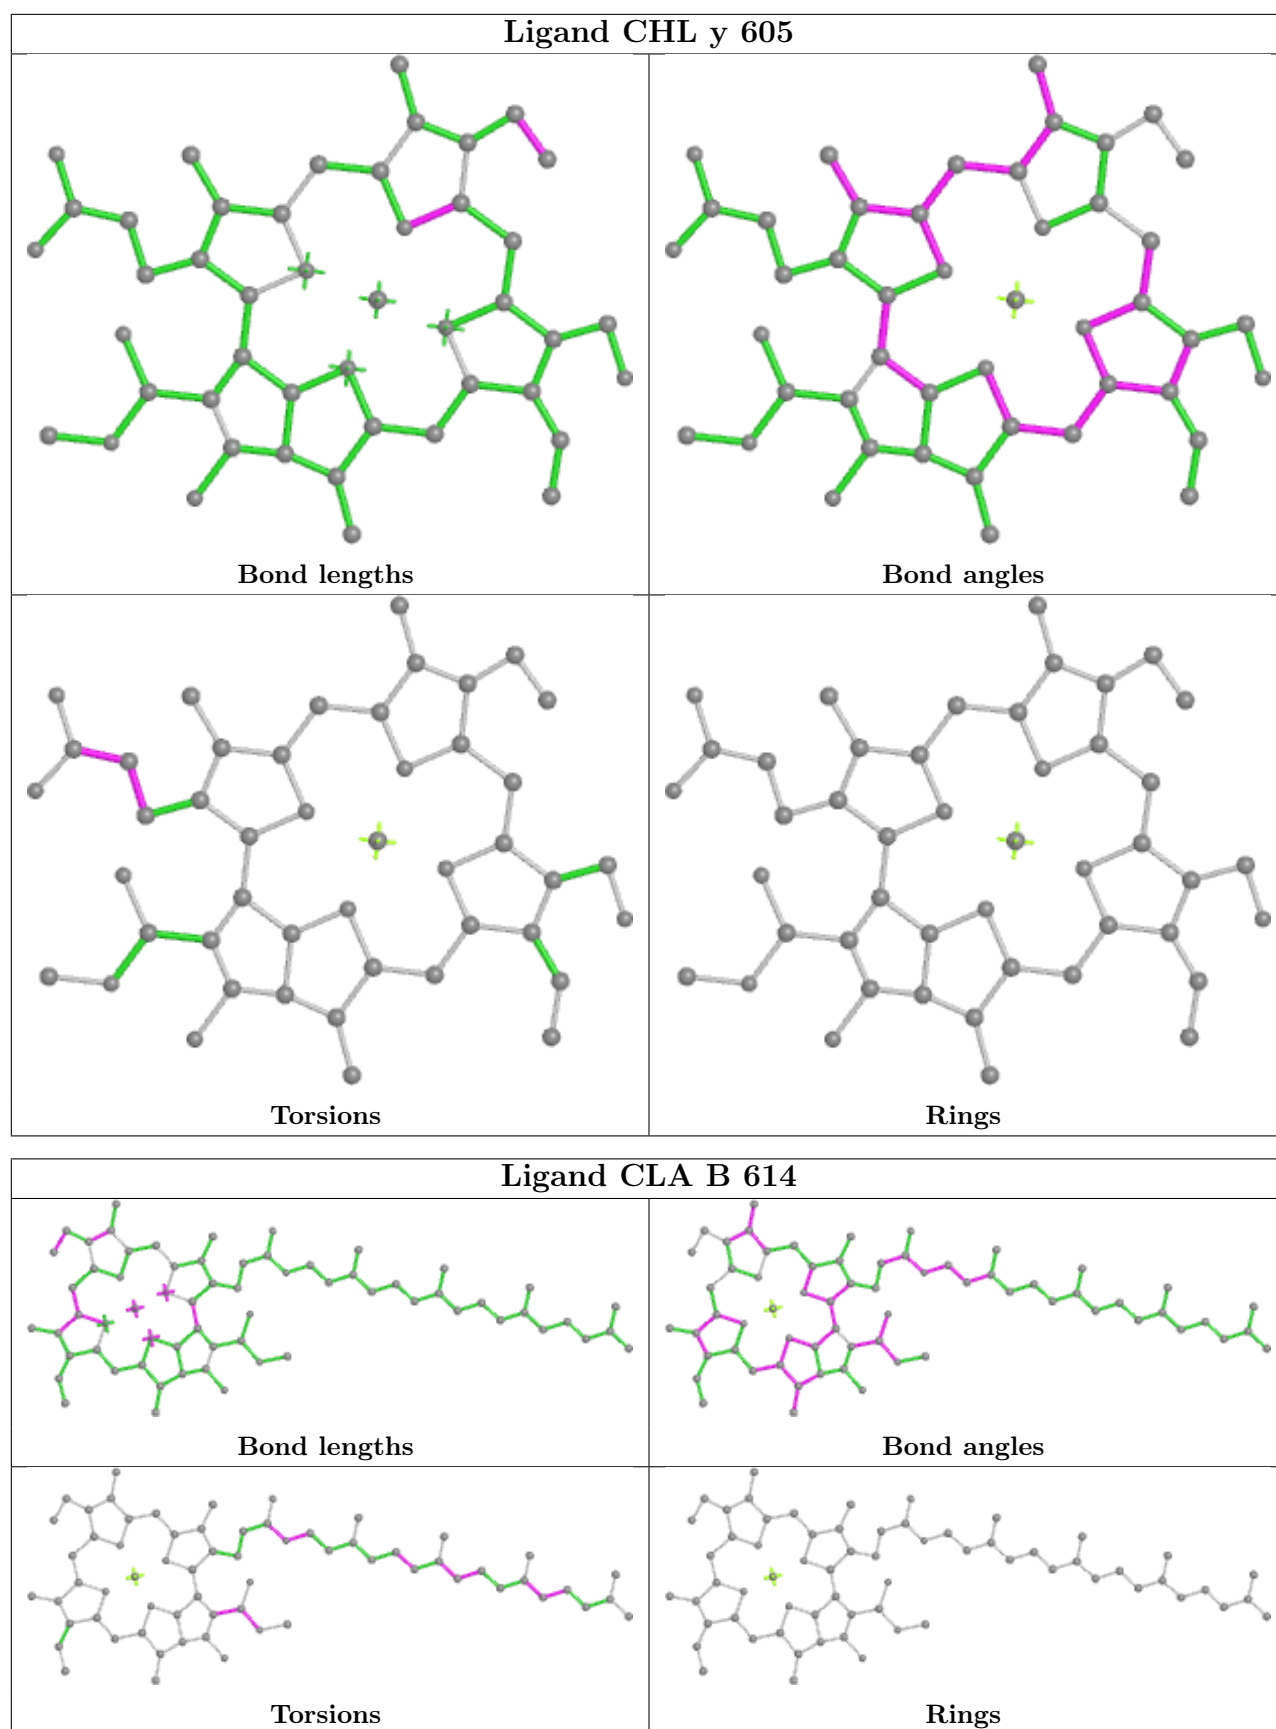 Ligand CHL y 605
Bond lengths
Bond angles
Torsions
Rings
Ligand CLA B 614
Bond lengths
Bond angles
Torsions
Rings